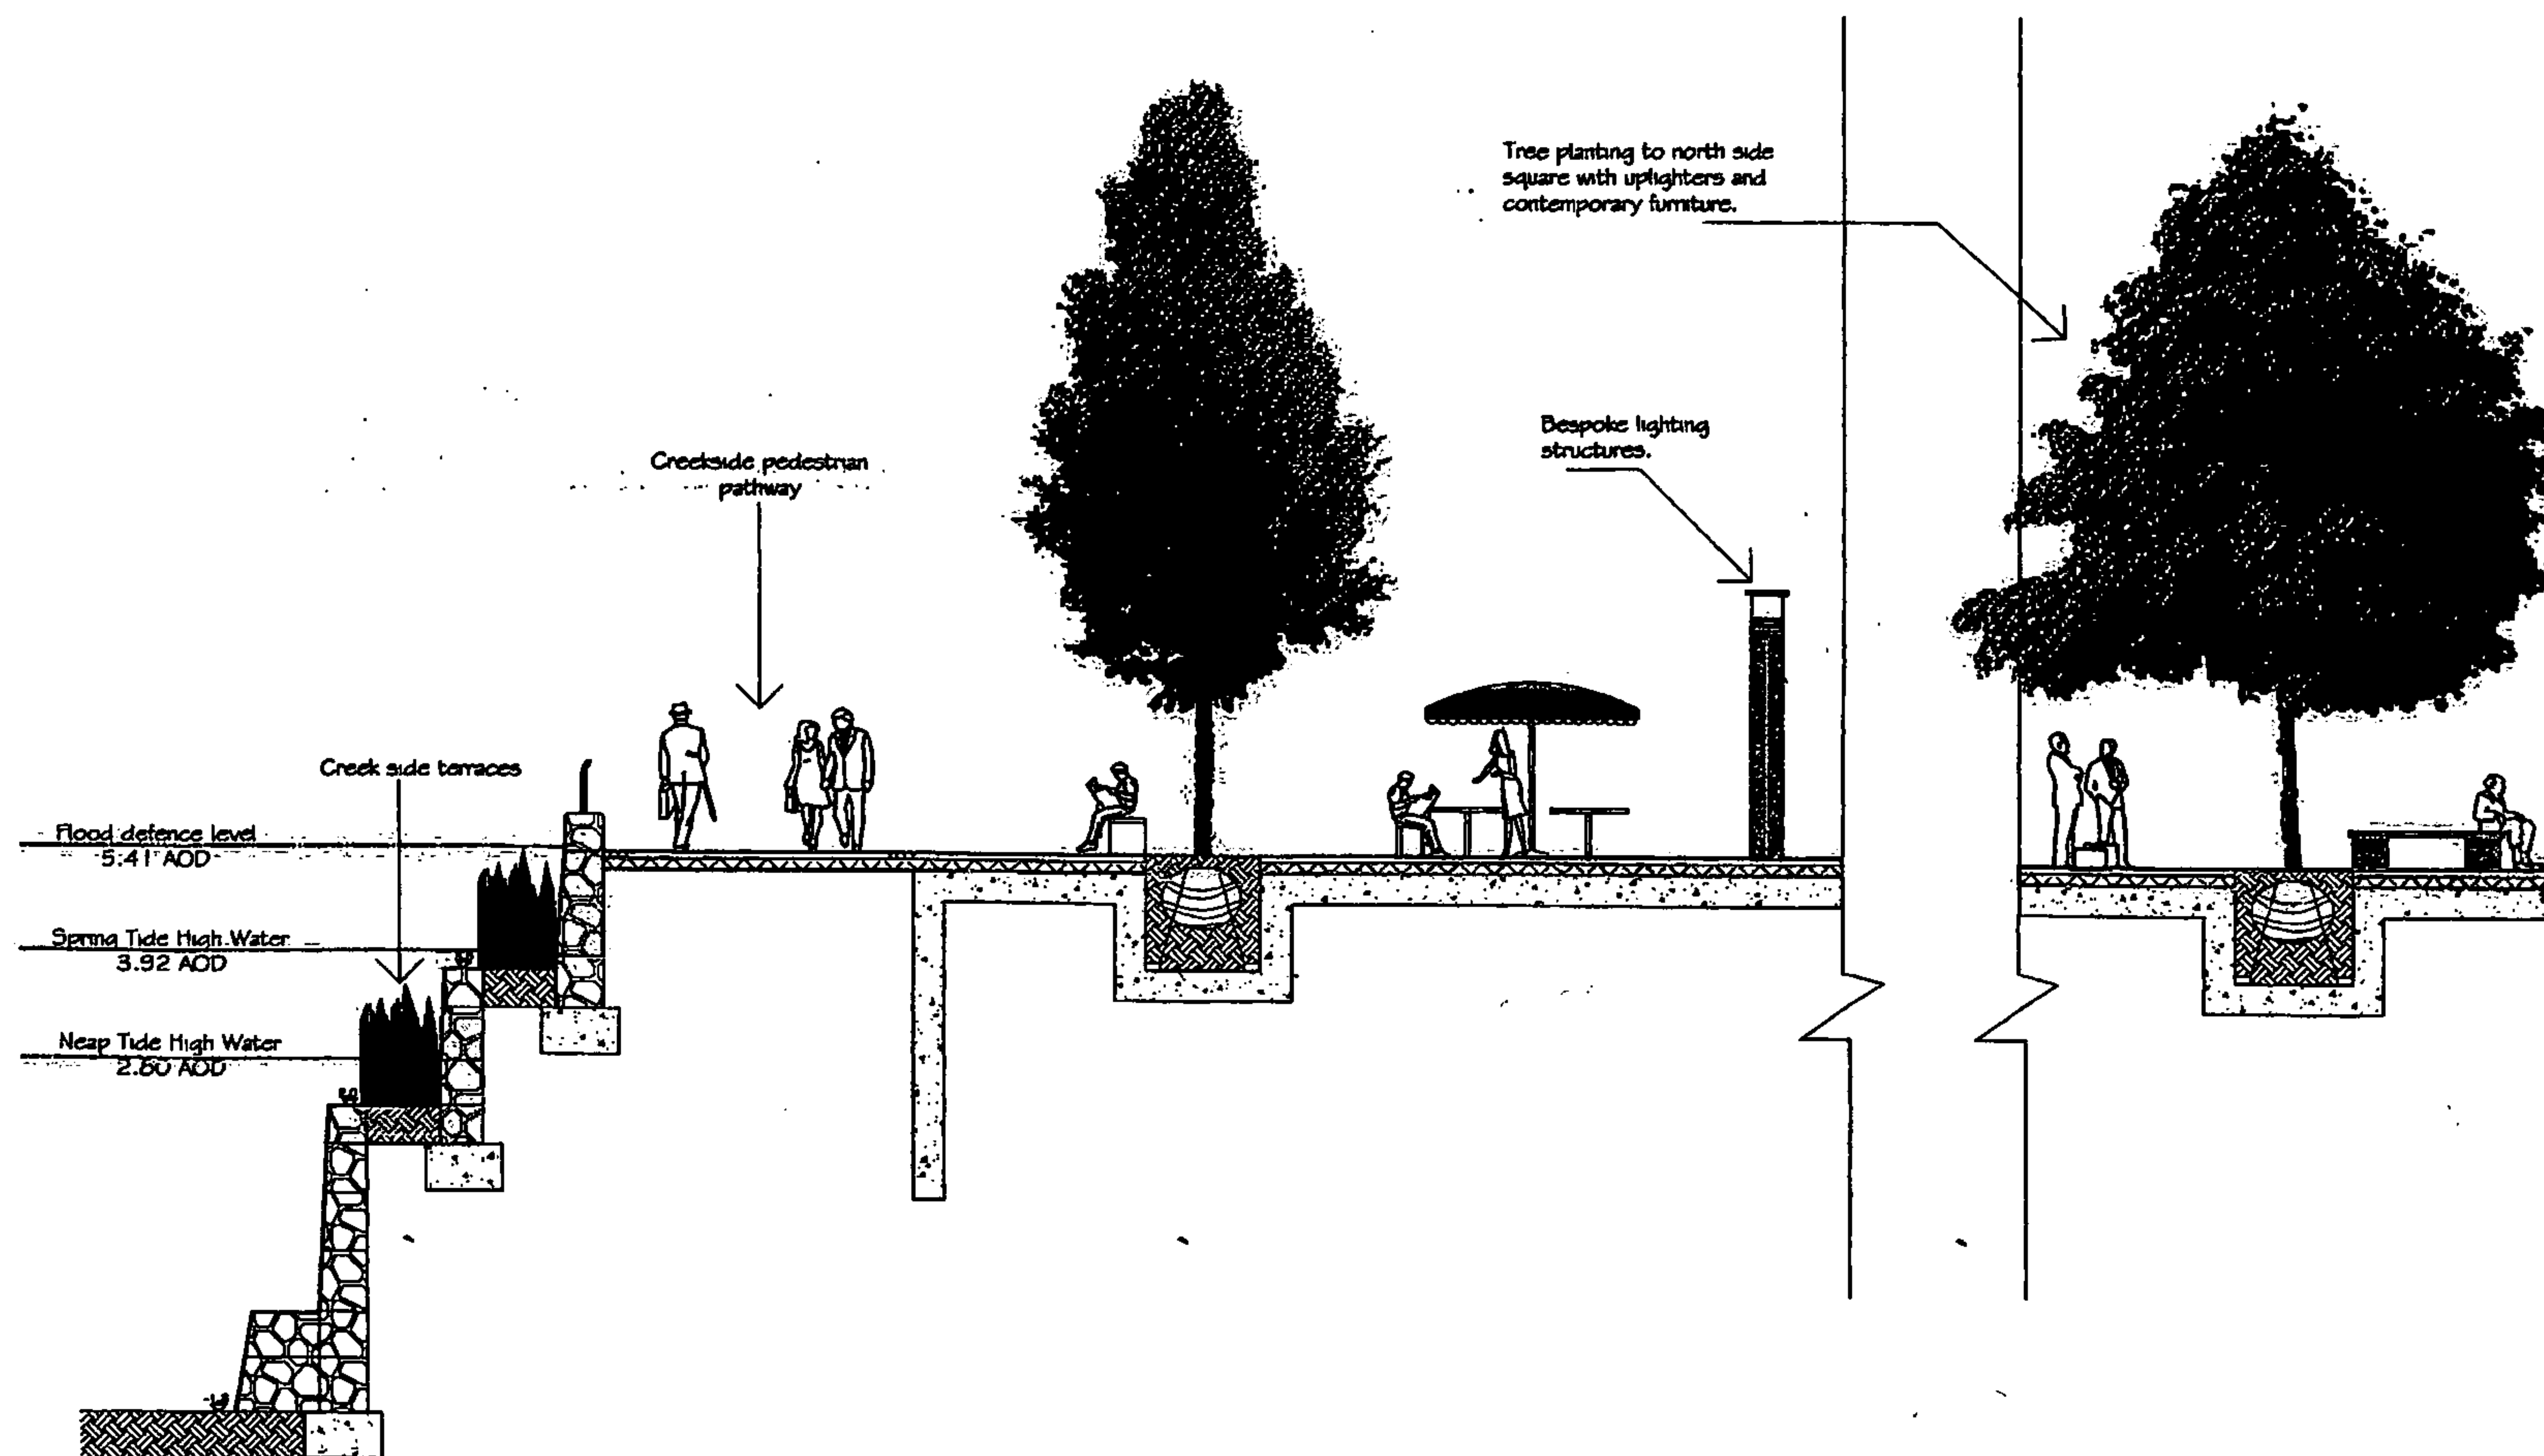 Tree planting to north side
square with uplighters and
contemporary furniture.
Bespoke lighting
structures.
Creekside pedestrian
pathway
Creek side terraces
Flood defence level
5.41 AOD
Spring Tide High Water
3.92 AOD
Neap Tide High Water
2.80 AOD